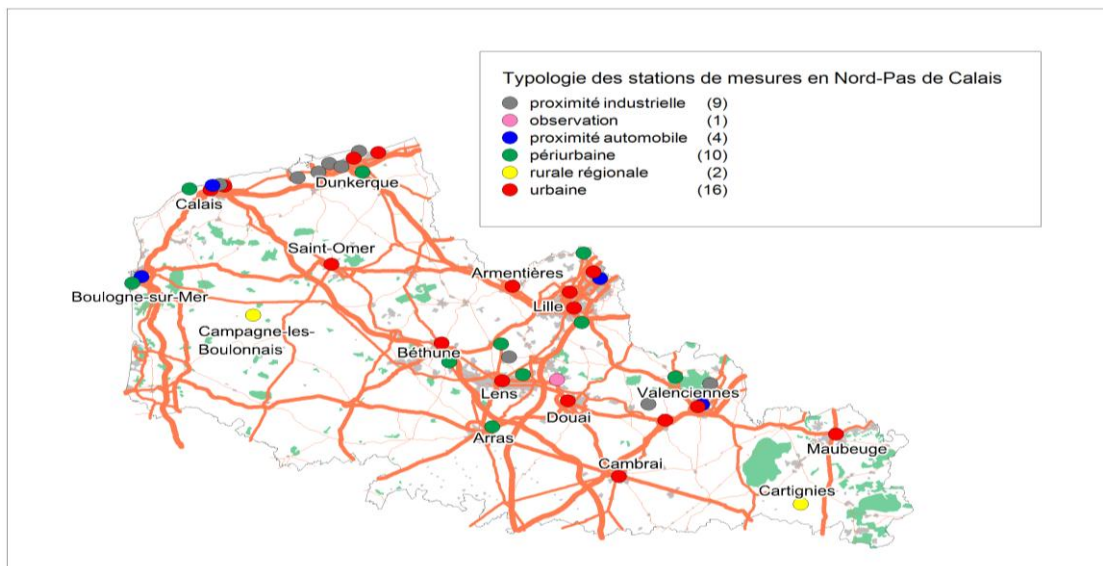 Typologie des stations de mesures en Nord-Pas de Calais
proximité industrielle (9)
observation (1)
proximité automobile (4)
périurbaine (10)
rurale régionale (2)
urbaine (16)
Dunkerque
Calais
Saint-Omer
Armentières
Boulogne-sur-Mer
Lille
Campagne-les-
Boulonnais
Béthune
Lens
Valenciennes
Douai
Arras
Maubeuge
Cambrai
Cartignies